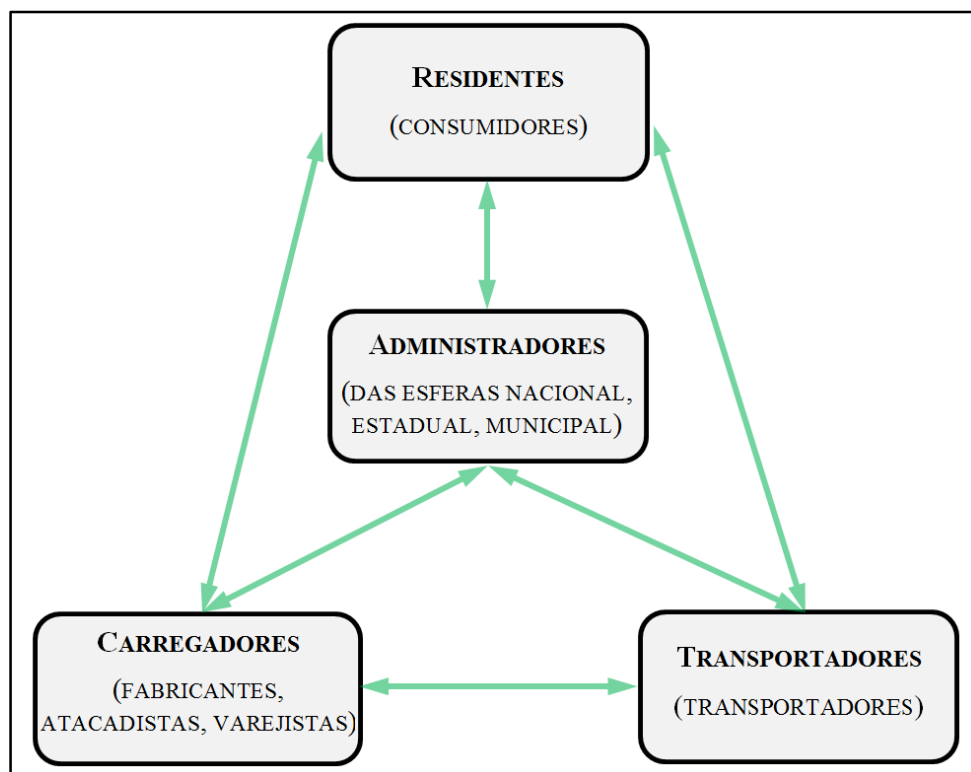 RESIDENTES
(CONSUMIDORES)
ADMINISTRADORES
(DAS ESFERAS NACIONAL,
ESTADUAL, MUNICIPAL)
CARREGADORES
(FABRICANTES,
ATACADISTAS, VAREJISTAS)
TRANSPORTADORES
(TRANSPORTADORES)